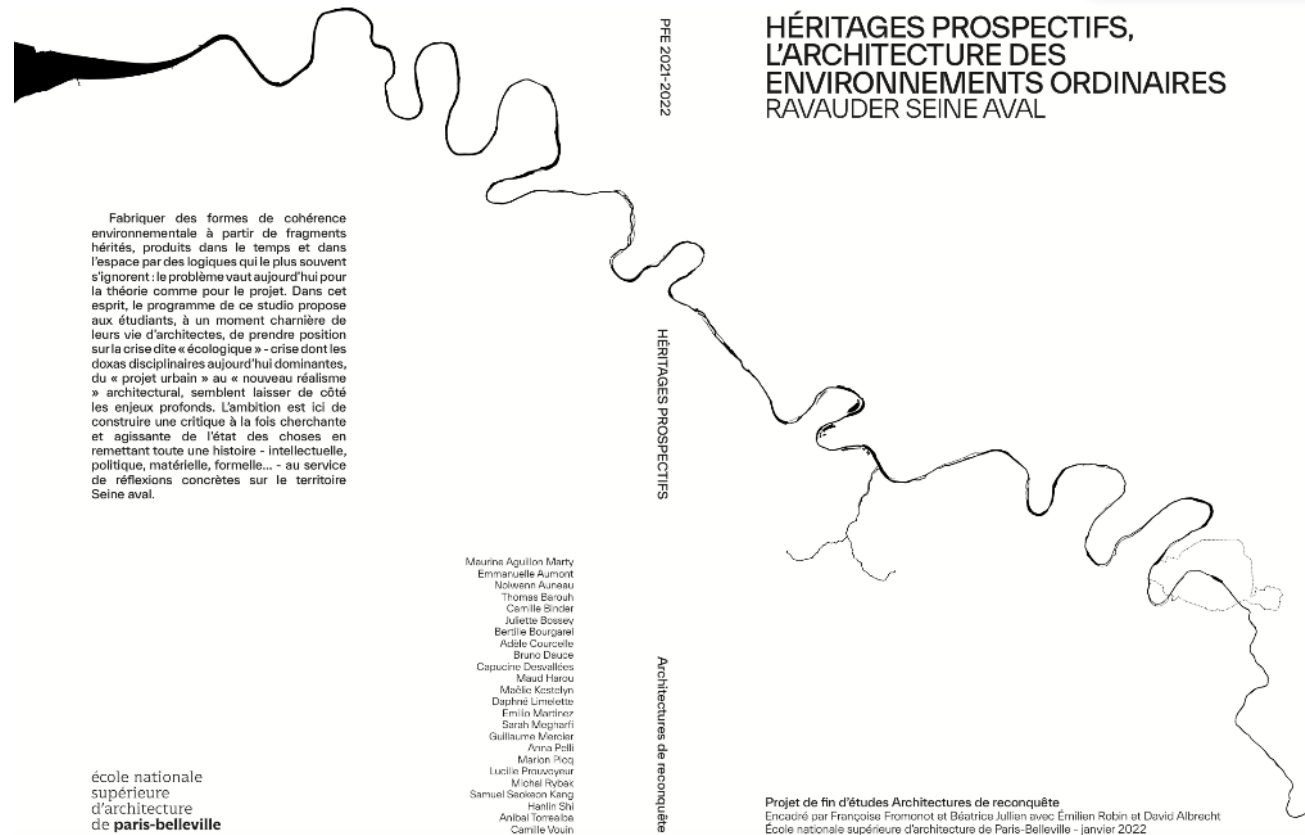 Fabriquer des formes de cohérence
environnementale à partir de fragments
hérités, produits dans le temps et dans
l'espace par des logiques qui le plus souvent
s'ignorent : le problème vaut aujourd'hui pour
la théorie comme pour le projet. Dans cet
esprit, le programme de ce studio propose
aux étudiants, à un moment charnière de
leurs vie d'architectes, de prendre position
sur la crise dite « écologique » - crise dont les
doxas disciplinaires aujourd'hui dominantes,
du « projet urbain » au « nouveau réalisme
» architectural, semblent laisser de côté
les enjeux profonds. L'ambition est ici de
construire une critique à la fois cherchante
et agissante de l'état des choses en
remettant toute une histoire - intellectuelle,
politique, matérielle, formelle... - au service
de réflexions concrètes sur le territoire
Seine aval.
Maurine Aguillon Marty
Emmanuelle Aumont
Nolwenn Auneau
Thomas Barouh
Camille Binder
Juliette Bossey
Bertille Bourgarel
Adèle Courcelle
Bruno Dauce
Capucine Desvallées
Maud Harou
Maëlie Kestelyn
Daphné Limelette
Emilio Martinez
Sarah Megharfi
Guillaume Mercier
Anna Pelli
Marion Plocq
Lucille Prouvoyeur
Michel Rybak
Samuel Seokeon Kang
Hanlin Shi
Anibal Torrealba
Camille Vouin
école nationale
supérieure
d'architecture
de paris-belleville
PFE 2021-2022
HÉRITAGES PROSPECTIFS
Architectures de reconquête
HÉRITAGES PROSPECTIFS,
L'ARCHITECTURE DES
ENVIRONNEMENTS ORDINAIRES
RAVAUDER SEINE AVAL
Projet de fin d'études Architectures de reconquête
Encadré par Françoise Fromonot et Béatrice Jullien avec Émilien Robin et David Albrecht
École nationale supérieure d'architecture de Paris-Belleville - janvier 2022